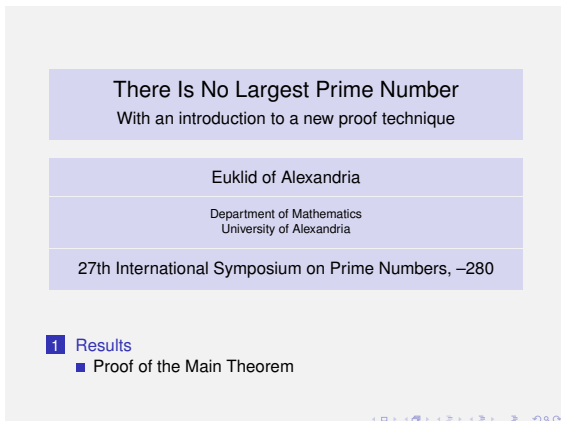 There Is No Largest Prime Number
With an introduction to a new proof technique
Euklid of Alexandria
Department of Mathematics
University of Alexandria
27th International Symposium on Prime Numbers, –280
1 Results
Proof of the Main Theorem